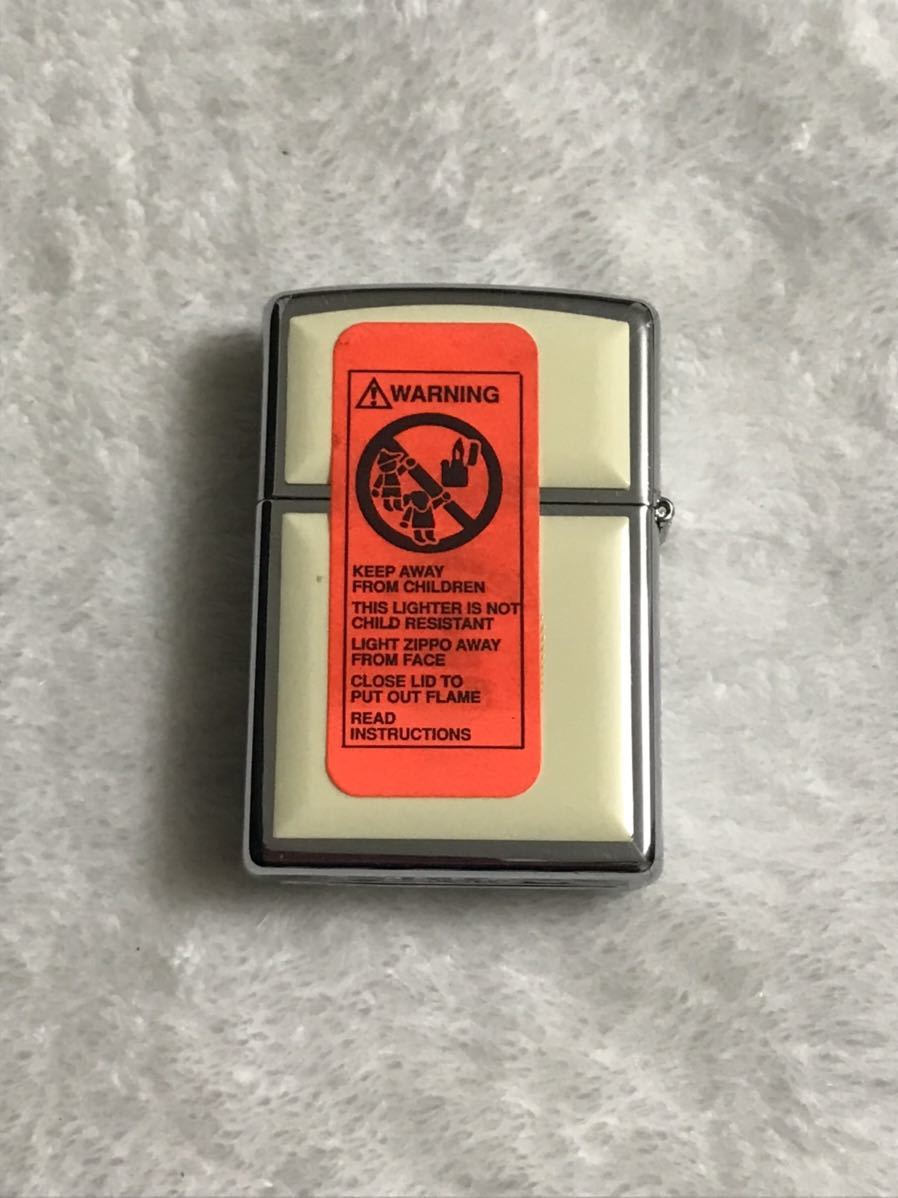 WARNING
KEEP AWAY
FROM CHILDREN
THIS LIGHTER IS NOT
CHILD RESISTANT
LIGHT ZIPPO AWAY
FROM FACE
CLOSE LID TO
PUT OUT FLAME
READ
INSTRUCTIONS